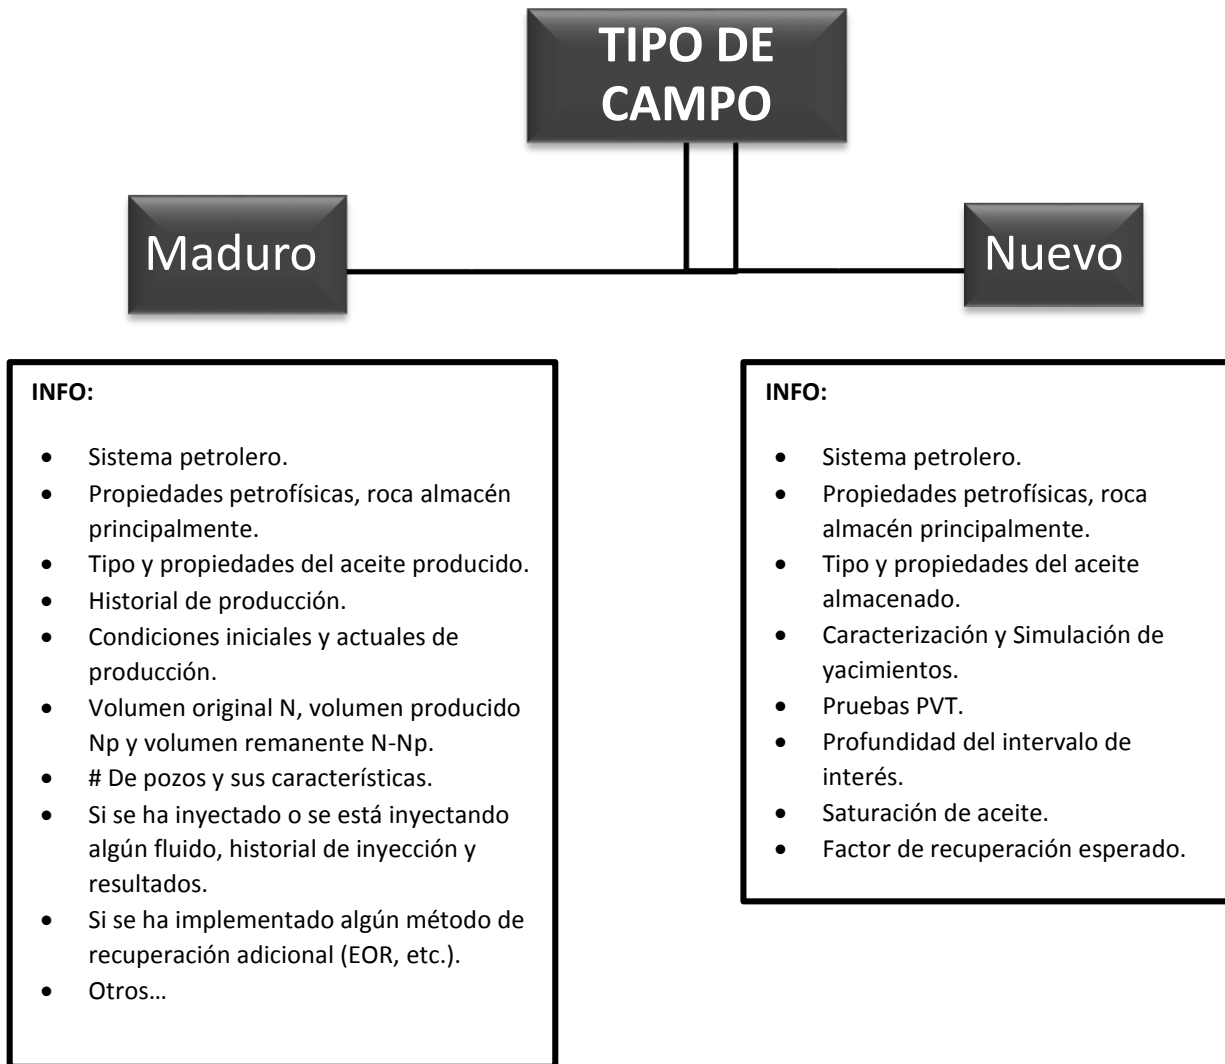 TIPO DE
CAMPO
Maduro
Nuevo
INFO:
• Sistema petrolero.
• Propiedades petrofísicas, roca almacén
principalmente.
• Tipo y propiedades del aceite producido.
• Historial de producción.
• Condiciones iniciales y actuales de
producción.
• Volumen original N, volumen producido
Np y volumen remanente N-Np.
• # De pozos y sus características.
• Si se ha inyectado o se está inyectando
algún fluido, historial de inyección y
resultados.
• Si se ha implementado algún método de
recuperación adicional (EOR, etc.).
• Otros…
INFO:
• Sistema petrolero.
• Propiedades petrofísicas, roca
almacén principalmente.
• Tipo y propiedades del aceite
almacenado.
• Caracterización y Simulación de
yacimientos.
• Pruebas PVT.
• Profundidad del intervalo de
interés.
• Saturación de aceite.
• Factor de recuperación esperado.